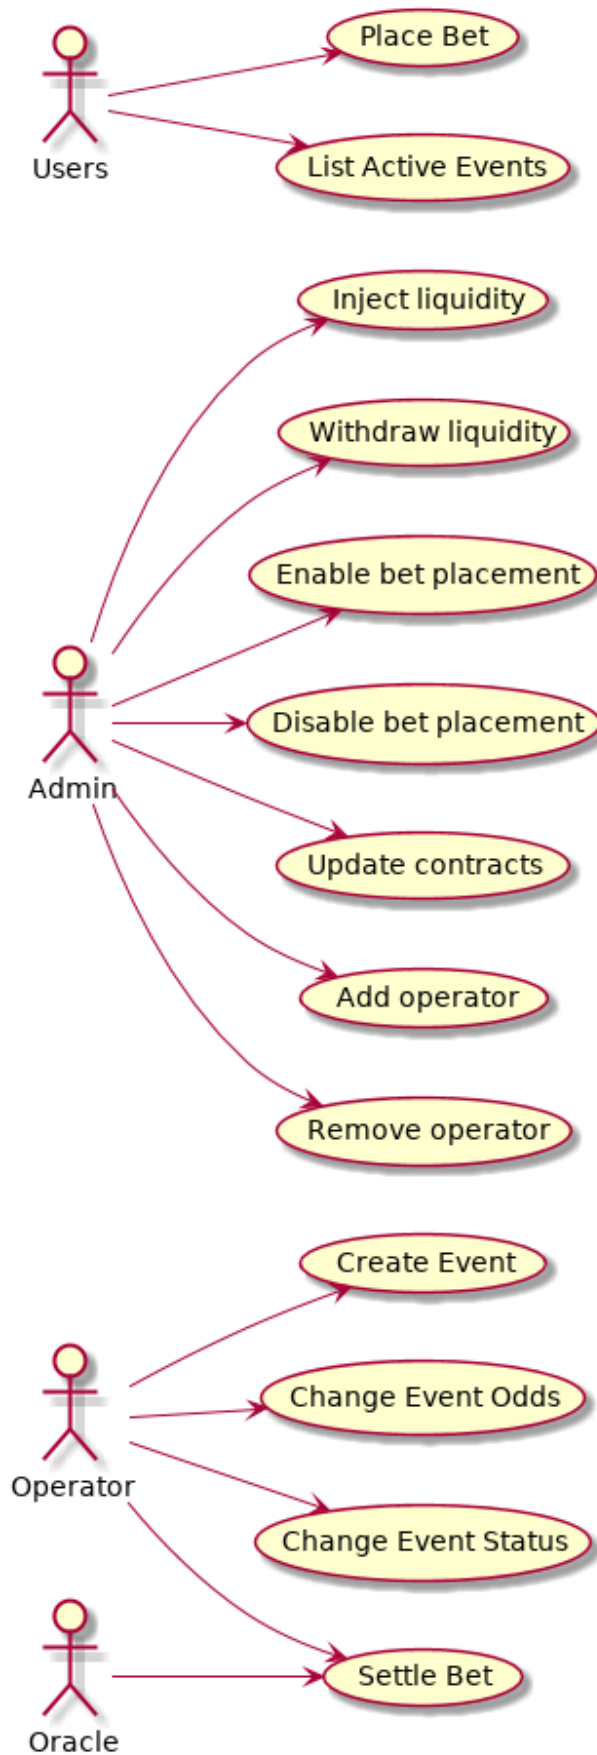 Place Bet
Users
List Active Events
Inject liquidity
Withdraw liquidity
Enable bet placement
Disable bet placement
Admin
Update contracts
Add operator
Remove operator
Create Event
Change Event Odds
Operator
Change Event Status
Settle Bet
Oracle